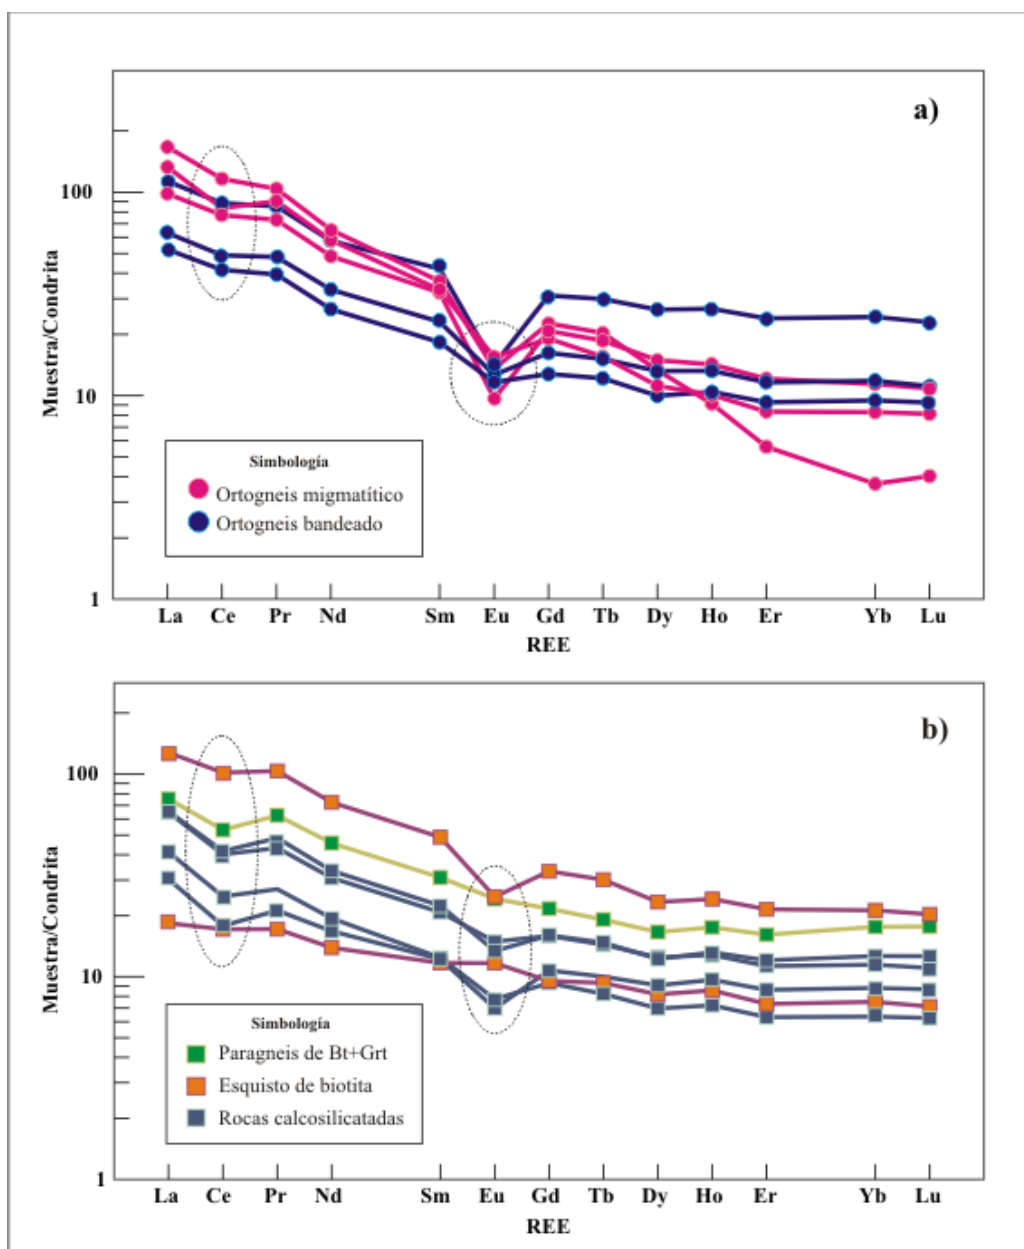 a)
100
10
1
Muestra/Condrita
Simbología
Ortogneis migmatítico
Ortogneis bandeado
La Ce Pr Nd Sm Eu Gd Tb Dy Ho Er Yb Lu
REE
b)
100
10
1
Muestra/Condrita
Simbología
Paragneis de Bt+Grt
Esquisto de biotita
Rocas calcosilicatadas
La Ce Pr Nd Sm Eu Gd Tb Dy Ho Er Yb Lu
REE